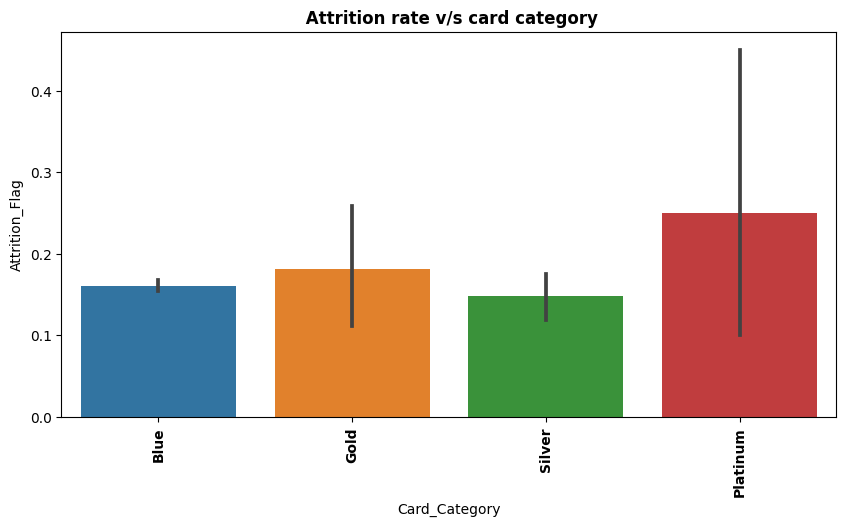 Attrition rate v/s card category
Attrition_Flag
0.4
0.3
0.2
0.1
0.0
Blue
Gold
Silver
Platinum
Card_Category